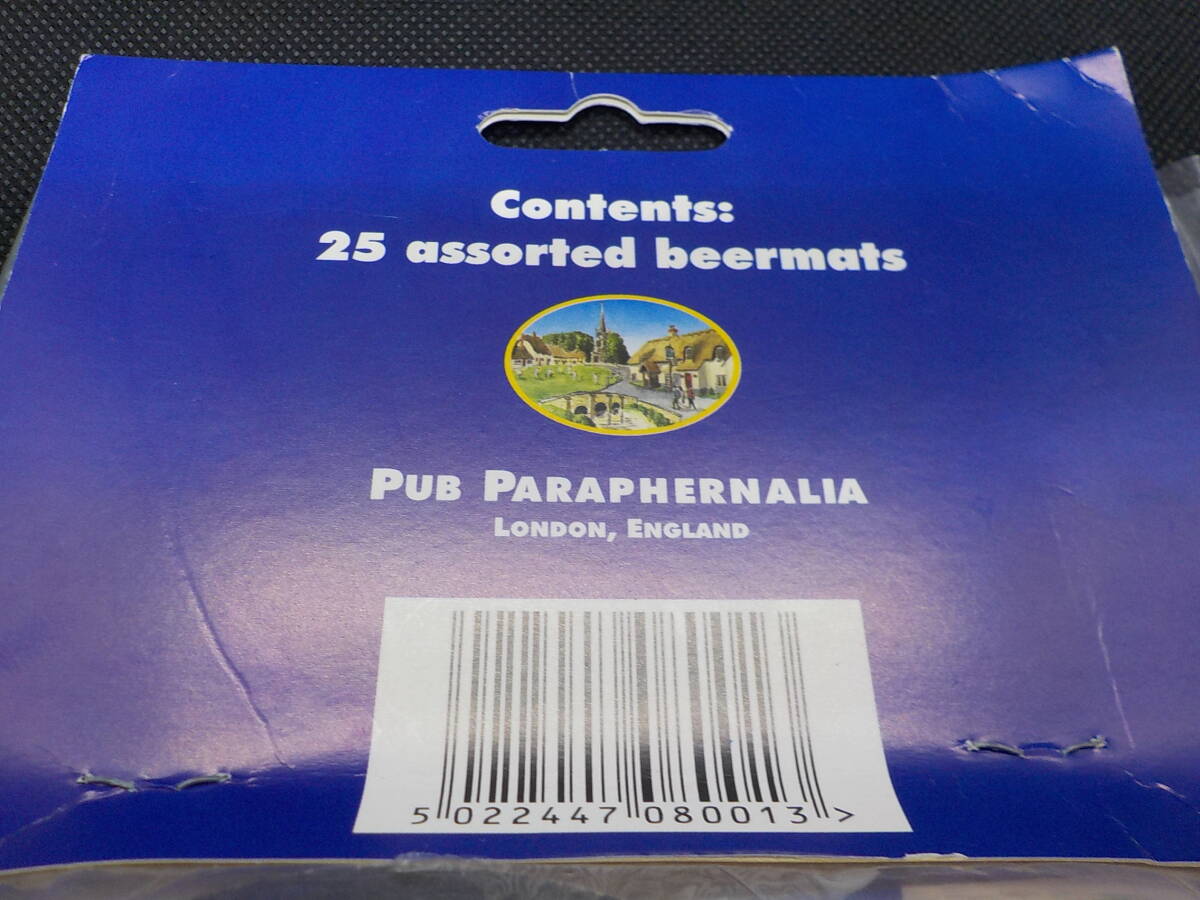 Contents:
25 assorted beermats
PUB PARAPHERNALIA
LONDON, ENGLAND
5 022447 080013 >